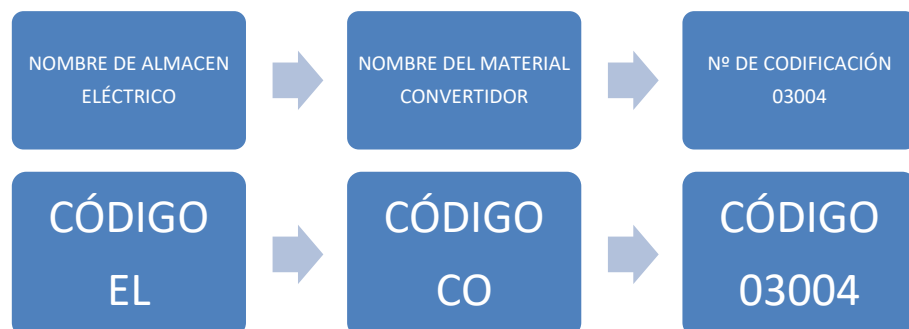 NOMBRE DE ALMACEN
ELÉCTRICO
NOMBRE DEL MATERIAL
CONVERTIDOR
Nº DE CODIFICACIÓN
03004
CÓDIGO
EL
CÓDIGO
CO
CÓDIGO
03004